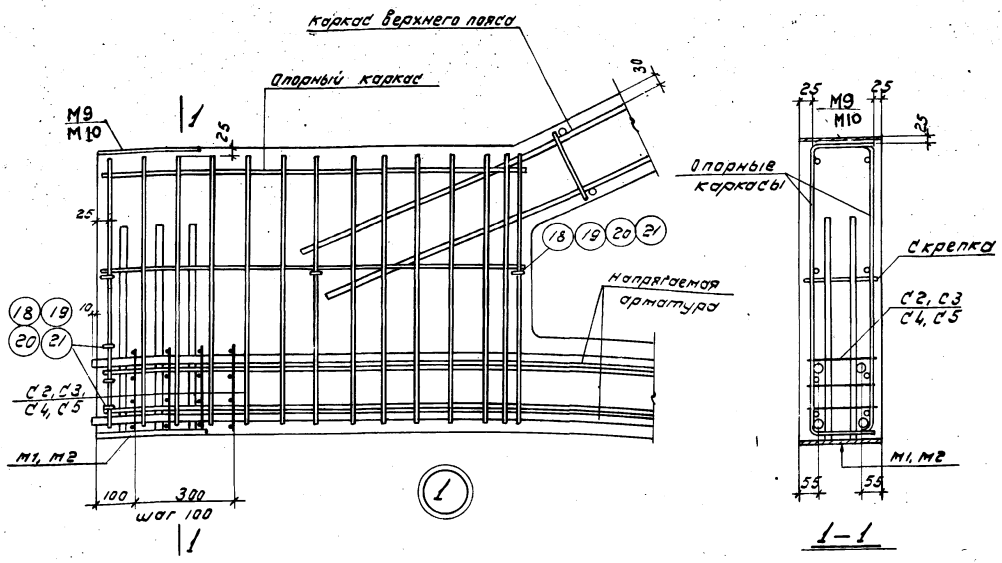 каркас верхнего пояса
Опорный каркас
30
М9
М10
1
25
25
18 19 20 21
Напрягаемая
арматура
18 19
20 21
10
С2, С3,
С4, С5
М1, М2
100 300
шаг 100
1
1
25 25
М9
М10
25
Опорные
каркасы
Скрепка
С2, С3
С4, С5
М1, М2
55 55
1-1